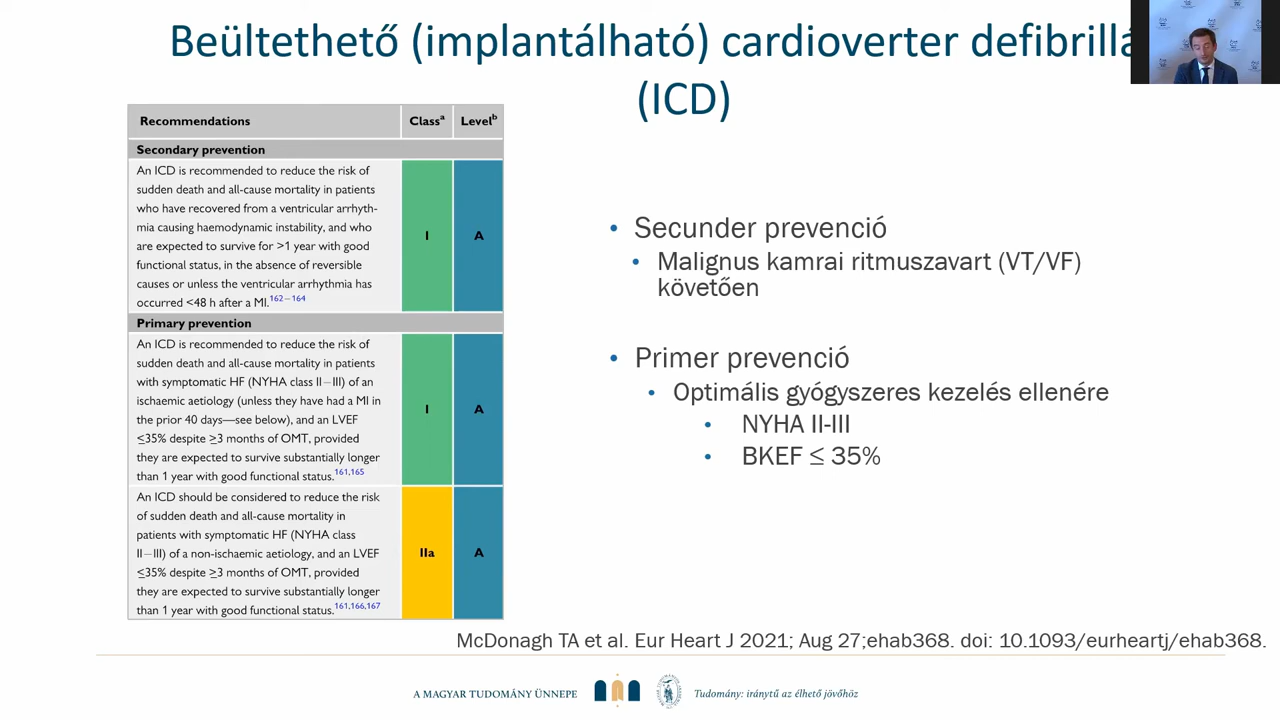 Beültethető (implantálható) cardioverter defibrillá
(ICD)
Recommendations Classᵃ Levelᵇ
Secondary prevention
An ICD is recommended to reduce the risk of
sudden death and all-cause mortality in patients
who have recovered from a ventricular arrhyth-
mia causing haemodynamic instability, and who
are expected to survive for >1 year with good
functional status, in the absence of reversible
causes or unless the ventricular arrhythmia has
occurred <48 h after a MI.162–164
I A
Primary prevention
An ICD is recommended to reduce the risk of
sudden death and all-cause mortality in patients
with symptomatic HF (NYHA class II–III) of an
ischaemic aetiology (unless they have had a MI in
the prior 40 days—see below), and an LVEF
≤35% despite ≥3 months of OMT, provided
they are expected to survive substantially longer
than 1 year with good functional status.161,165
I A
An ICD should be considered to reduce the risk
of sudden death and all-cause mortality in
patients with symptomatic HF (NYHA class
II–III) of a non-ischaemic aetiology, and an LVEF
≤35% despite ≥3 months of OMT, provided
they are expected to survive substantially longer
than 1 year with good functional status.161,166,167
IIa A
• Secunder prevenció
• Malignus kamrai ritmuszavart (VT/VF)
követően
• Primer prevenció
• Optimális gyógyszeres kezelés ellenére
• NYHA II-III
• BKEF ≤ 35%
McDonagh TA et al. Eur Heart J 2021; Aug 27;ehab368. doi: 10.1093/eurheartj/ehab368.
A MAGYAR TUDOMÁNY ÜNNEPE
Tudomány: iránytű az élhető jövőhöz